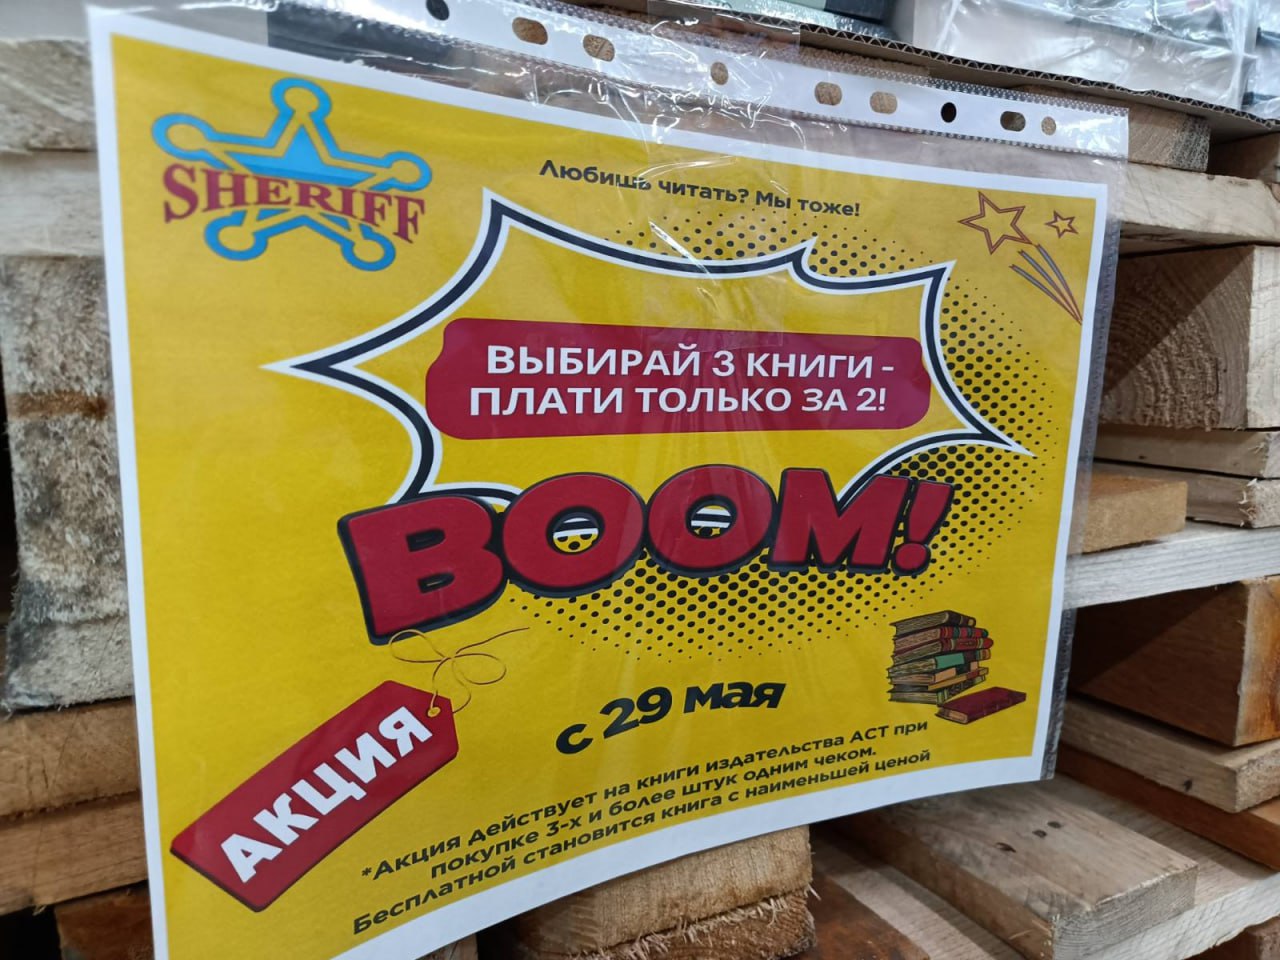 SHERIFF
Любишь читать? Мы тоже!
ВЫБИРАЙ 3 КНИГИ -
ПЛАТИ ТОЛЬКО ЗА 2!
BOOM!
с 29 мая
АКЦИЯ
*Акция действует на книги издательства АСТ при
покупке 3-х и более штук одним чеком.
Бесплатной становится книга с наименьшей ценой